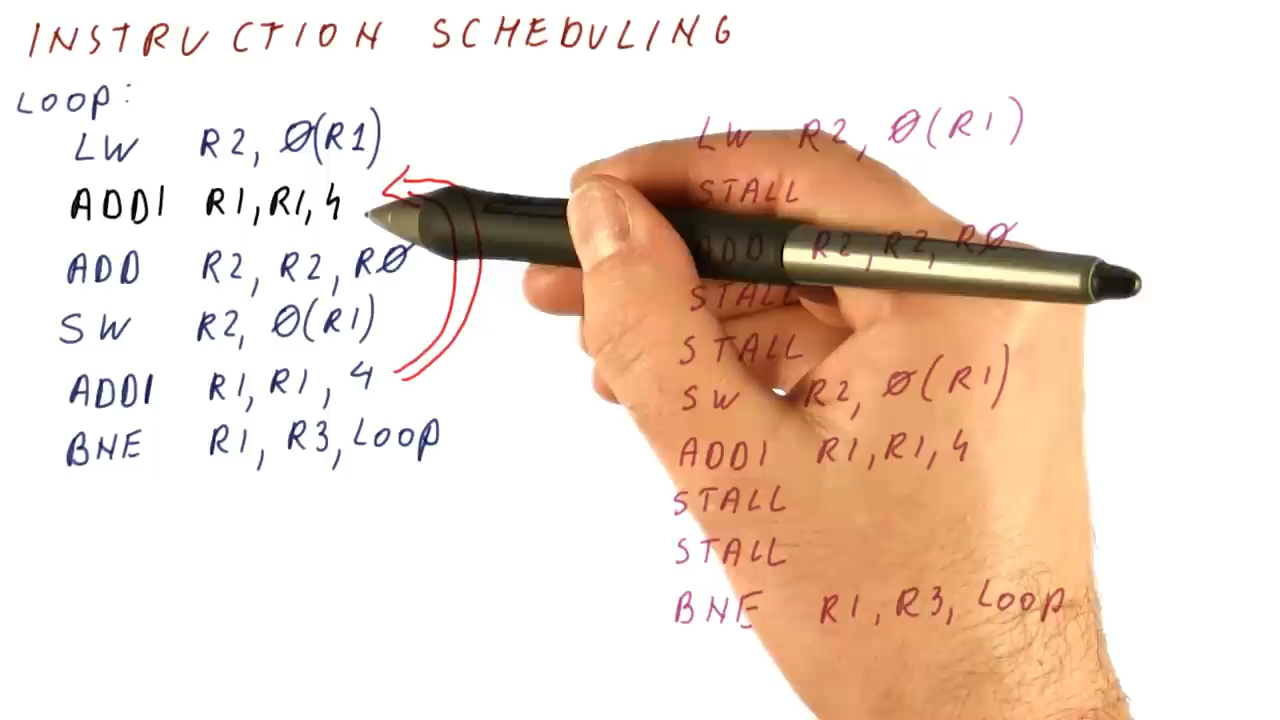 INSTRUCTION SCHEDULING
LOOP:
LW R2, 0(R1)
ADDI R1, R1, 4
ADD R2, R2, R0
SW R2, 0(R1)
ADDI R1, R1, 4
BNE R1, R3, LOOP
LW R2, 0(R1)
STALL
ADD R2, R2, R0
STALL
STALL
SW R2, 0(R1)
ADDI R1, R1, 4
STALL
STALL
BNE R1, R3, LOOP